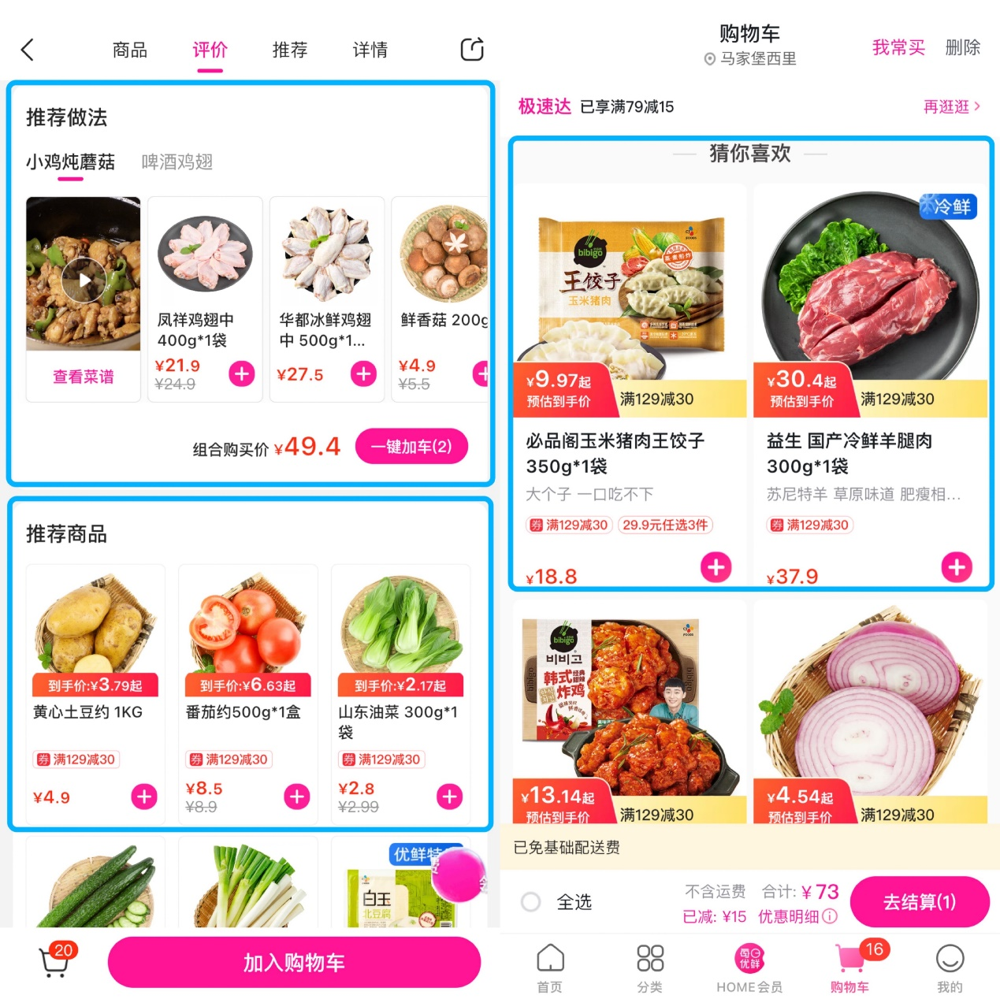 商品
评价
推荐
详情
推荐做法
小鸡炖蘑菇
啤酒鸡翅
查看菜谱
凤祥鸡翅中
400g*1袋
¥21.9
¥24.9
华都冰鲜鸡翅
中 500g*1...
¥27.5
鲜香菇 200g
¥4.9
¥5.5
组合购买价 ¥49.4
一键加车(2)
推荐商品
到手价:¥3.79起
黄心土豆约 1KG
券 满129减30
¥4.9
到手价:¥6.63起
番茄约500g*1盒
券 满129减30
¥8.5
¥8.9
到手价:¥2.17起
山东油菜 300g*1
袋
券 满129减30
¥2.8
¥2.99
优鲜特
白玉
北豆腐
20
加入购物车
购物车
马家堡西里
我常买
删除
极速达 已享满79减15
再逛逛
猜你喜欢
bibigo
王饺子
玉米猪肉
¥9.97起
预估到手价
满129减30
必品阁玉米猪肉王饺子
350g*1袋
大个子 一口吃不下
券 满129减30
29.9元任选3件
¥18.8
冷鲜
¥30.4起
预估到手价
满129减30
益生 国产冷鲜羊腿肉
300g*1袋
苏尼特羊 草原味道 肥瘦相...
券 满129减30
¥37.9
bibigo
비비고
韩式
经典
甜辣
炸鸡
bibigo
¥13.14起
预估到手价
满129减30
¥4.54起
预估到手价
满129减30
已免基础配送费
全选
不含运费 合计: ¥73
已减: ¥15 优惠明细
去结算(1)
首页
分类
优鲜
HOME会员
16
购物车
我的